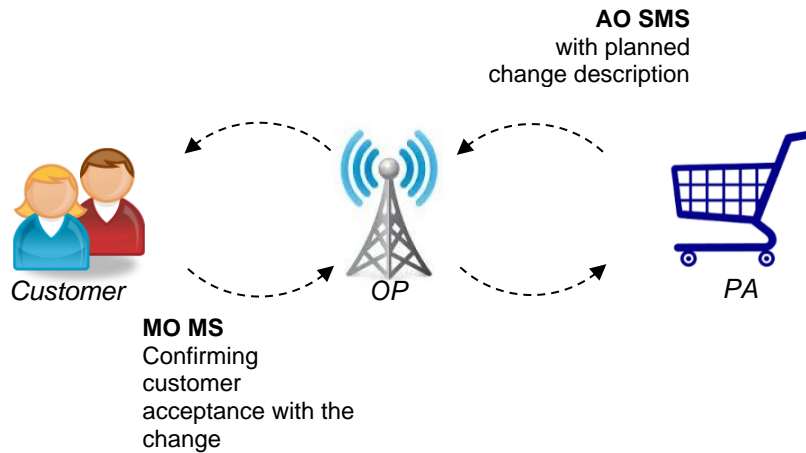 AO SMS
with planned
change description
Customer
OP
PA
MO MS
Confirming
customer
acceptance with the
change